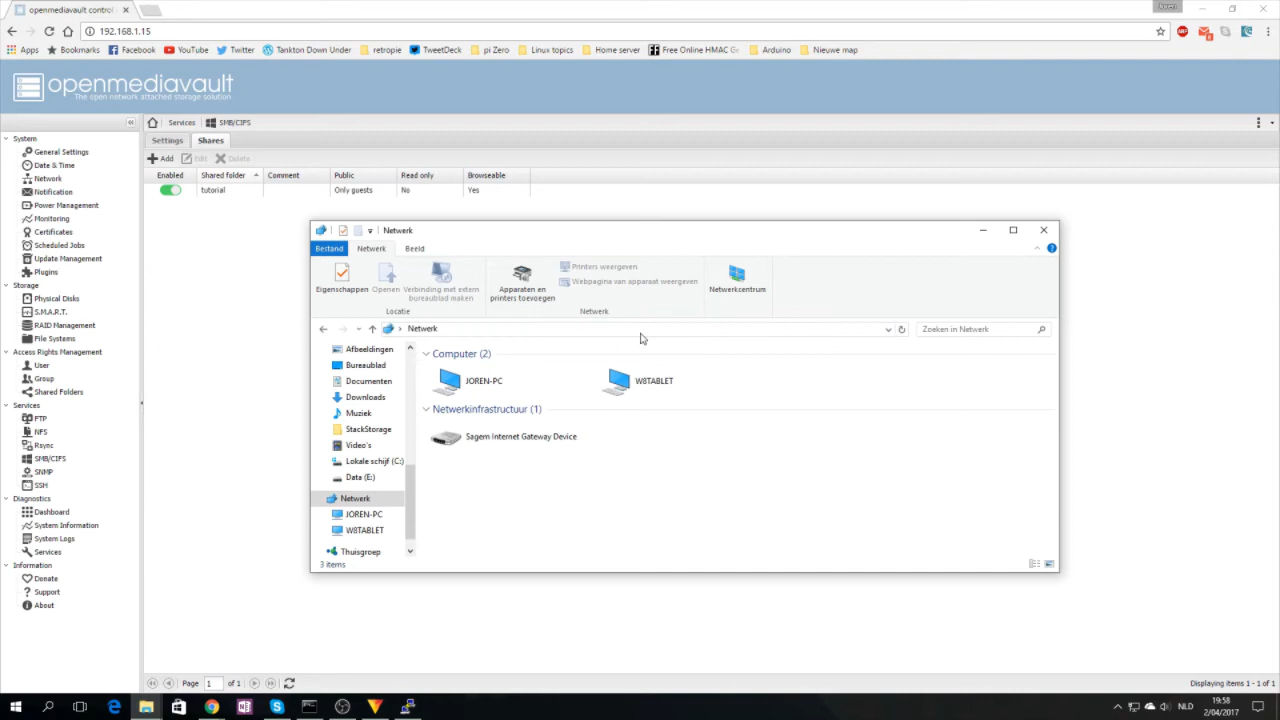 openmediavault control
Joren
192.168.1.15
Apps Bookmarks Facebook YouTube Twitter Tankton Down Under retropie TweetDeck pi Zero Linux topics Home server Free Online HMAC Ge Arduino Nieuwe map
openmediavault
The open network attached storage solution
Services SMB/CIFS
Settings Shares
Add Edit Delete
Enabled Shared folder Comment Public Read only Browseable
tutorial Only guests No Yes
System
General Settings
Date & Time
Network
Notification
Power Management
Monitoring
Certificates
Scheduled Jobs
Update Management
Plugins
Storage
Physical Disks
S.M.A.R.T.
RAID Management
File Systems
Access Rights Management
User
Group
Shared Folders
Services
FTP
NFS
Rsync
SMB/CIFS
SNMP
SSH
Diagnostics
Dashboard
System Information
System Logs
Services
Information
Donate
Support
About
Netwerk
Bestand Netwerk Beeld
Eigenschappen Openen Verbinding met extern bureaublad maken
Locatie
Apparaten en printers toevoegen
Printers weergeven
Webpagina van apparaat weergeven
Netwerk
Netwerkcentrum
Netwerk
Zoeken in Netwerk
Afbeeldingen
Bureaublad
Documenten
Downloads
Muziek
StackStorage
Video's
Lokale schijf (C:)
Data (E:)
Netwerk
JOREN-PC
W8TABLET
Thuisgroep
Computer (2)
JOREN-PC W8TABLET
Netwerkinfrastructuur (1)
Sagem Internet Gateway Device
3 items
Page 1 of 1
Displaying items 1 - 1 of 1
NLD
19:58
2/04/2017